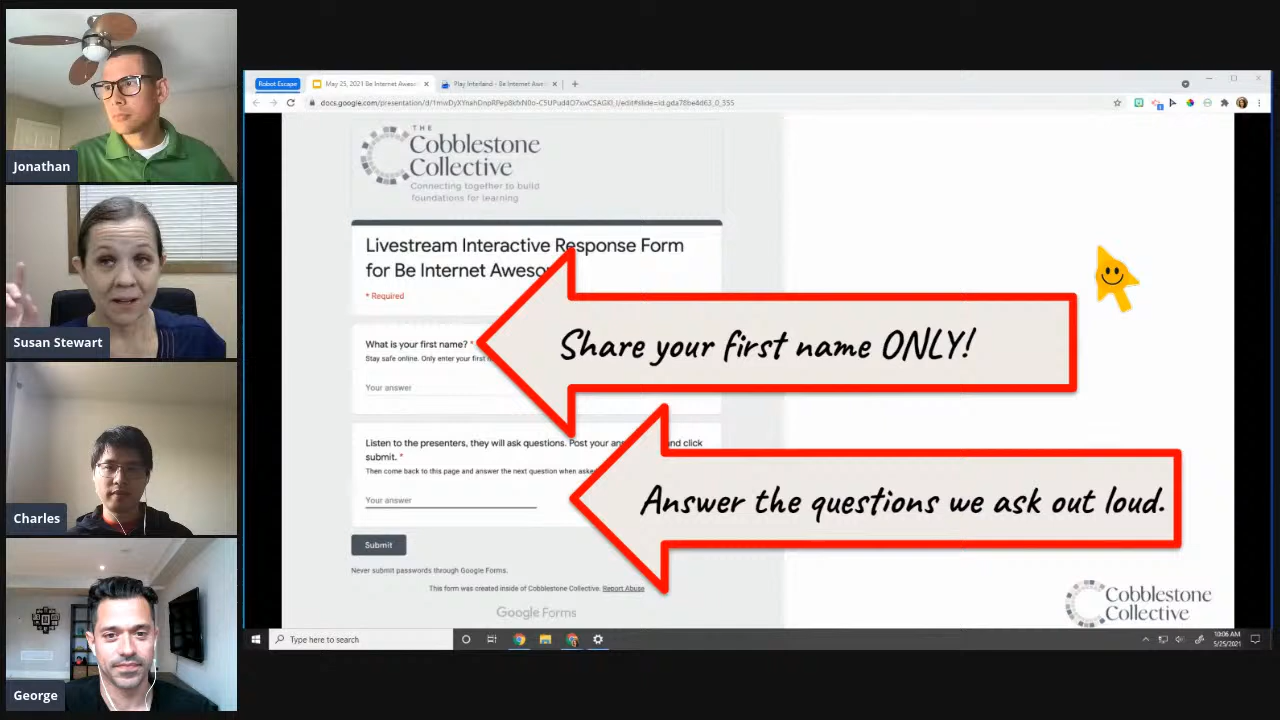 Jonathan
Susan Stewart
Charles
George
Robot Escape
May 25, 2021 Be Internet Aweso
Play Interland - Be Internet Awe
THE
Cobblestone
Collective
Connecting together to build
foundations for learning
Livestream Interactive Response Form
for Be Internet Aweso
* Required
What is your first name? *
Stay safe online. Only enter your first
Your answer
Share your first name ONLY!
Listen to the presenters, they will ask questions. Post your and click
submit. *
Then come back to this page and answer the next question when aske
Your answer
Answer the questions we ask out loud.
Submit
Never submit passwords through Google Forms.
This form was created inside of Cobblestone Collective. Report Abuse
Google Forms
Cobblestone
Collective
Type here to search
10:06 AM
5/25/2021